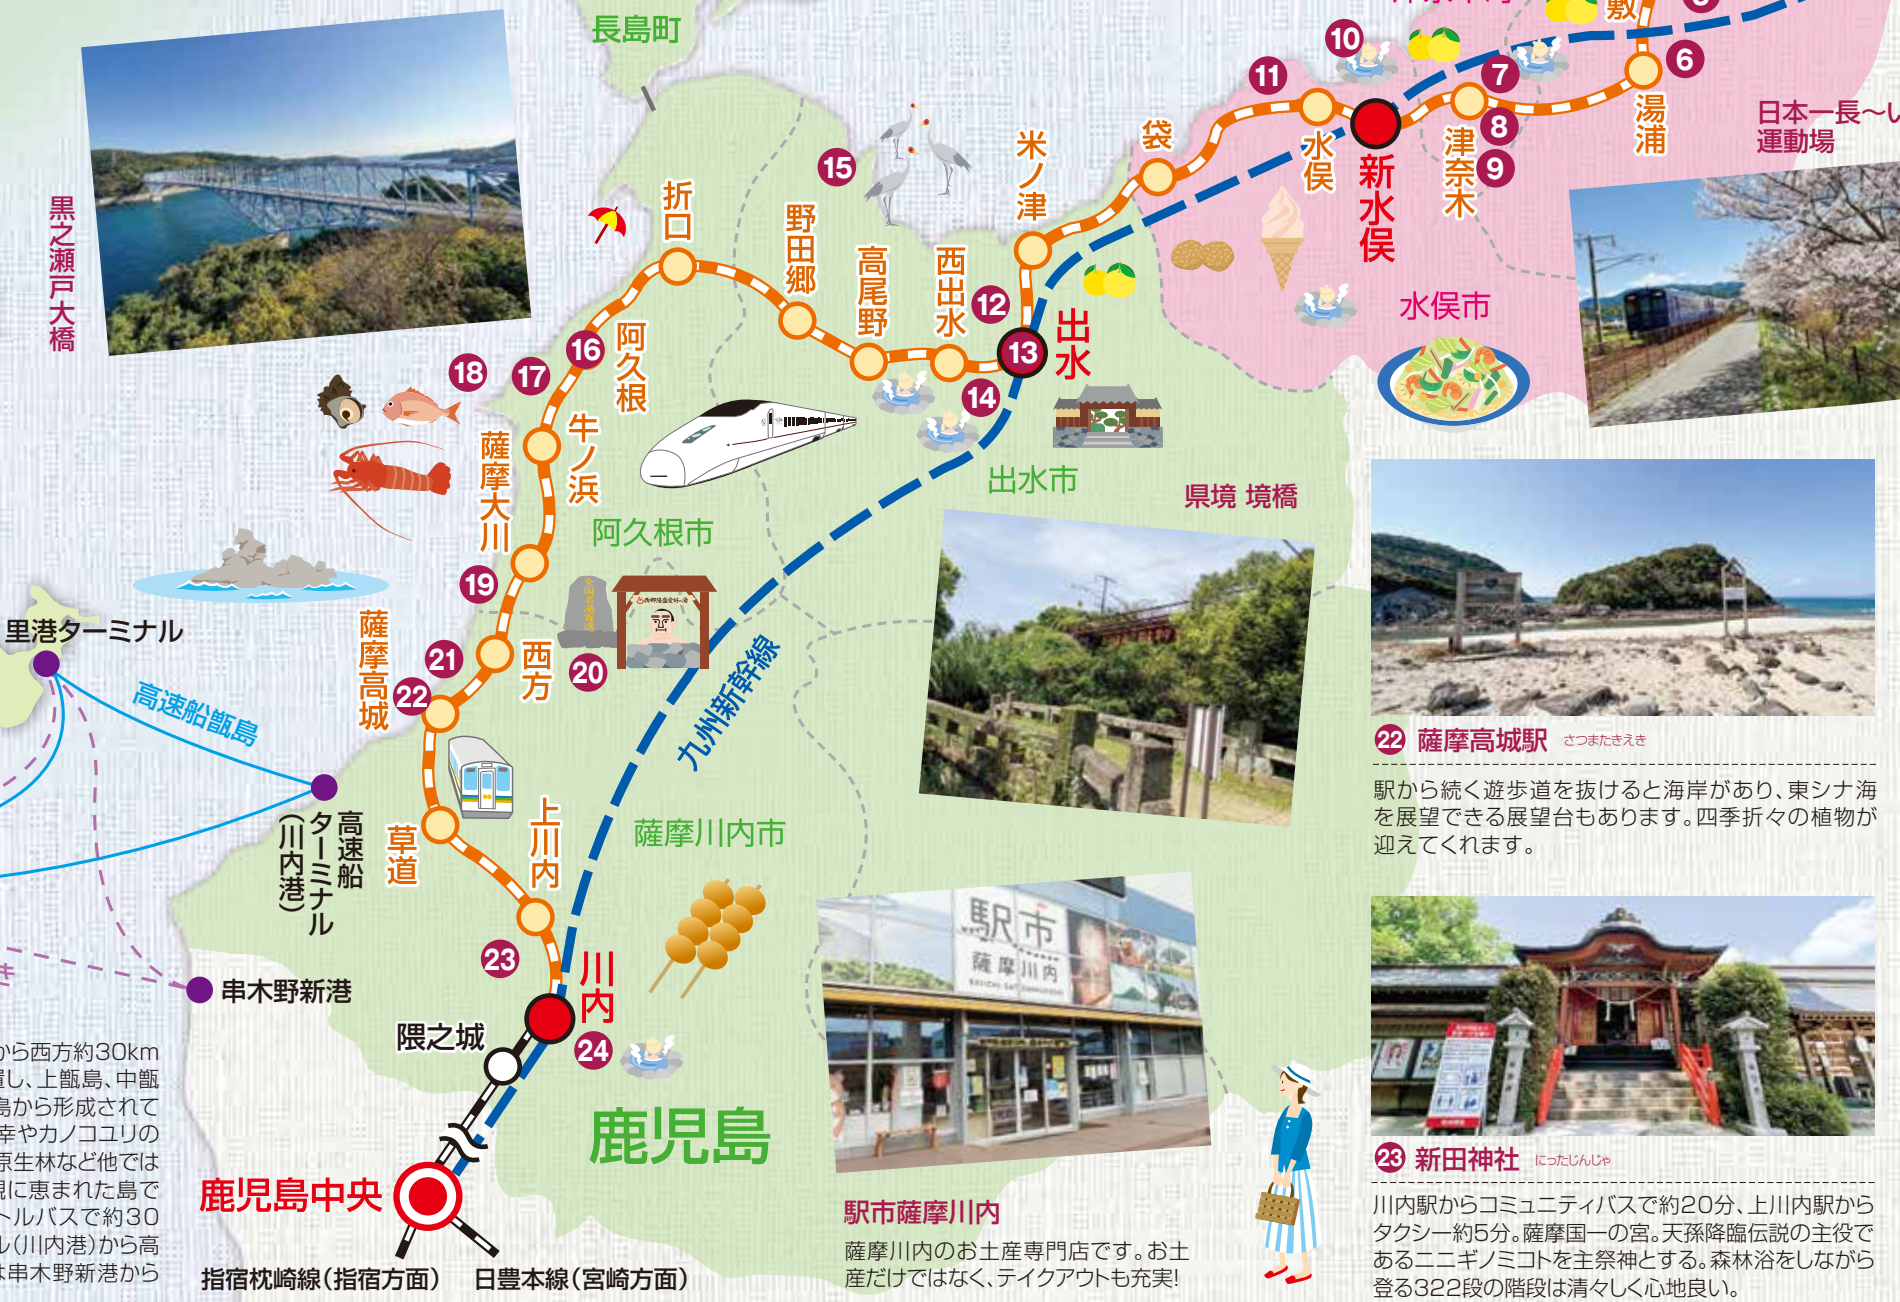 長島町
黒之瀬戸大橋
10
11
7
8
9
6
15
12
13
14
16
17
18
19
20
21
22
23
24
湯浦
津奈木
新水俣
水俣
袋
米ノ津
出水
西出水
高尾野
野田郷
折口
阿久根
牛ノ浜
薩摩大川
西方
薩摩高城
草道
上川内
川内
隈之城
鹿児島中央
日本一長〜い
運動場
水俣市
出水市
阿久根市
薩摩川内市
鹿児島
県境 境橋
九州新幹線
里港ターミナル
高速船甑島
高速船
ターミナル
(川内港)
串木野新港
から西方約30km
し、上甑島、中甑
島から形成されて
幸やカノコユリの
原生林など他では
に恵まれた島で
トルバスで約30
ル(川内港)から高
は串木野新港から
指宿枕崎線(指宿方面)
日豊本線(宮崎方面)
駅市
薩摩川内
駅市薩摩川内
薩摩川内のお土産専門店です。お土
産だけではなく、テイクアウトも充実!
22 薩摩高城駅 さつまたきえき
駅から続く遊歩道を抜けると海岸があり、東シナ海
を展望できる展望台もあります。四季折々の植物が
迎えてくれます。
23 新田神社 にったじんじゃ
川内駅からコミュニティバスで約20分、上川内駅から
タクシー約5分。薩摩国一の宮。天孫降臨伝説の主役で
あるニニギノミコトを主祭神とする。森林浴をしながら
登る322段の階段は清々しく心地良い。